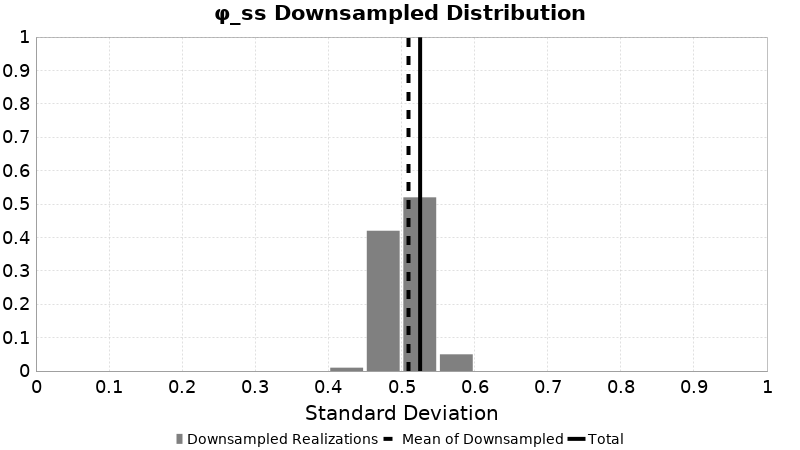 φ_ss Downsampled Distribution
1
0.9
0.8
0.7
0.6
0.5
0.4
0.3
0.2
0.1
0
0 0.1 0.2 0.3 0.4 0.5 0.6 0.7 0.8 0.9 1
Standard Deviation
Downsampled Realizations Mean of Downsampled Total